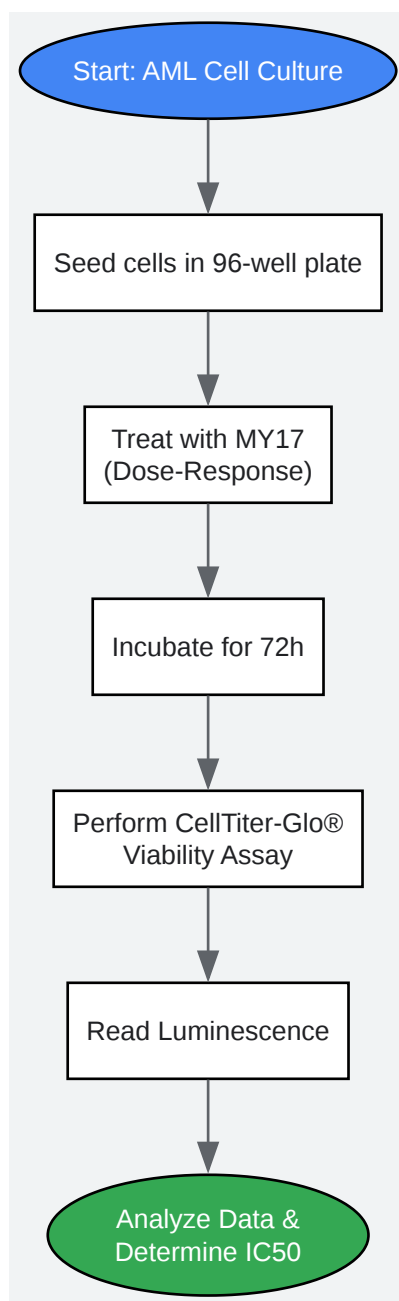 Start: AML Cell Culture
Seed cells in 96-well plate
Treat with MY17
(Dose-Response)
Incubate for 72h
Perform CellTiter-Glo®
Viability Assay
Read Luminescence
Analyze Data &
Determine IC50